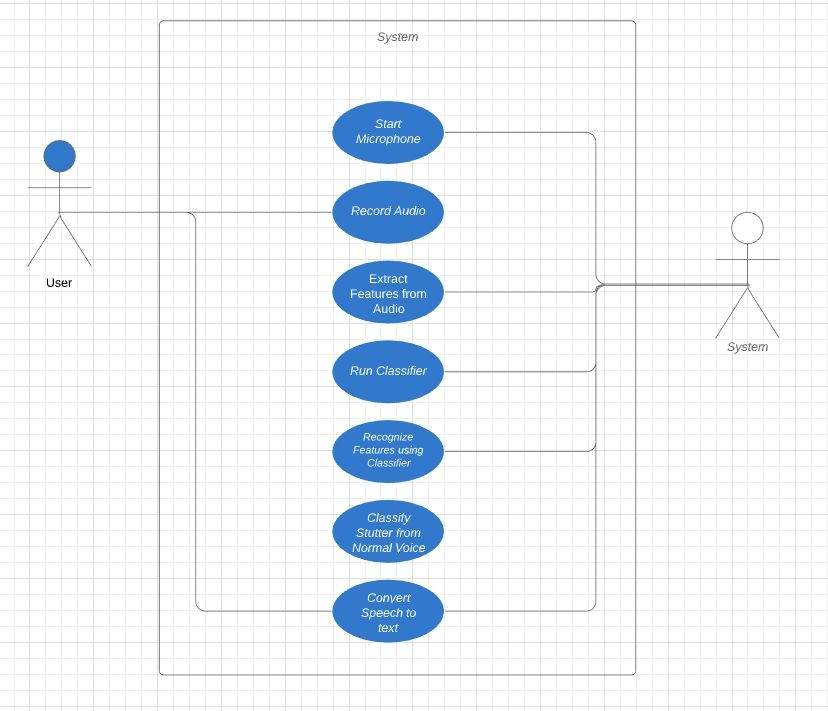 System
Start
Microphone
Record Audio
Extract
Features from
Audio
Run Classifier
Recognize
Features using
Classifier
Classify
Stutter from
Normal Voice
Convert
Speech to
text
User
System